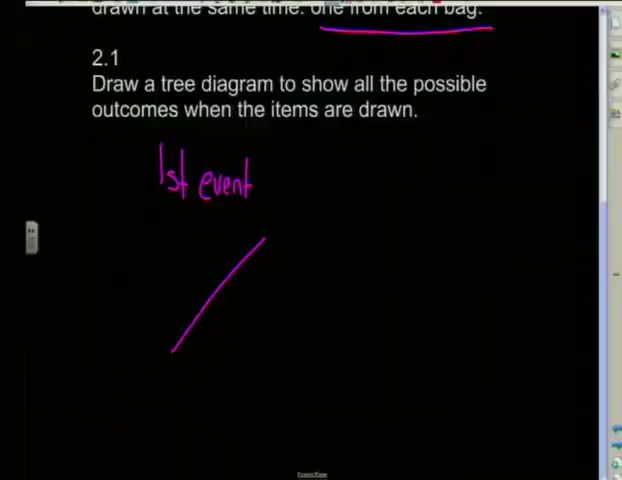 drawn at the same time: one from each bag.
2.1
Draw a tree diagram to show all the possible
outcomes when the items are drawn.
1st event